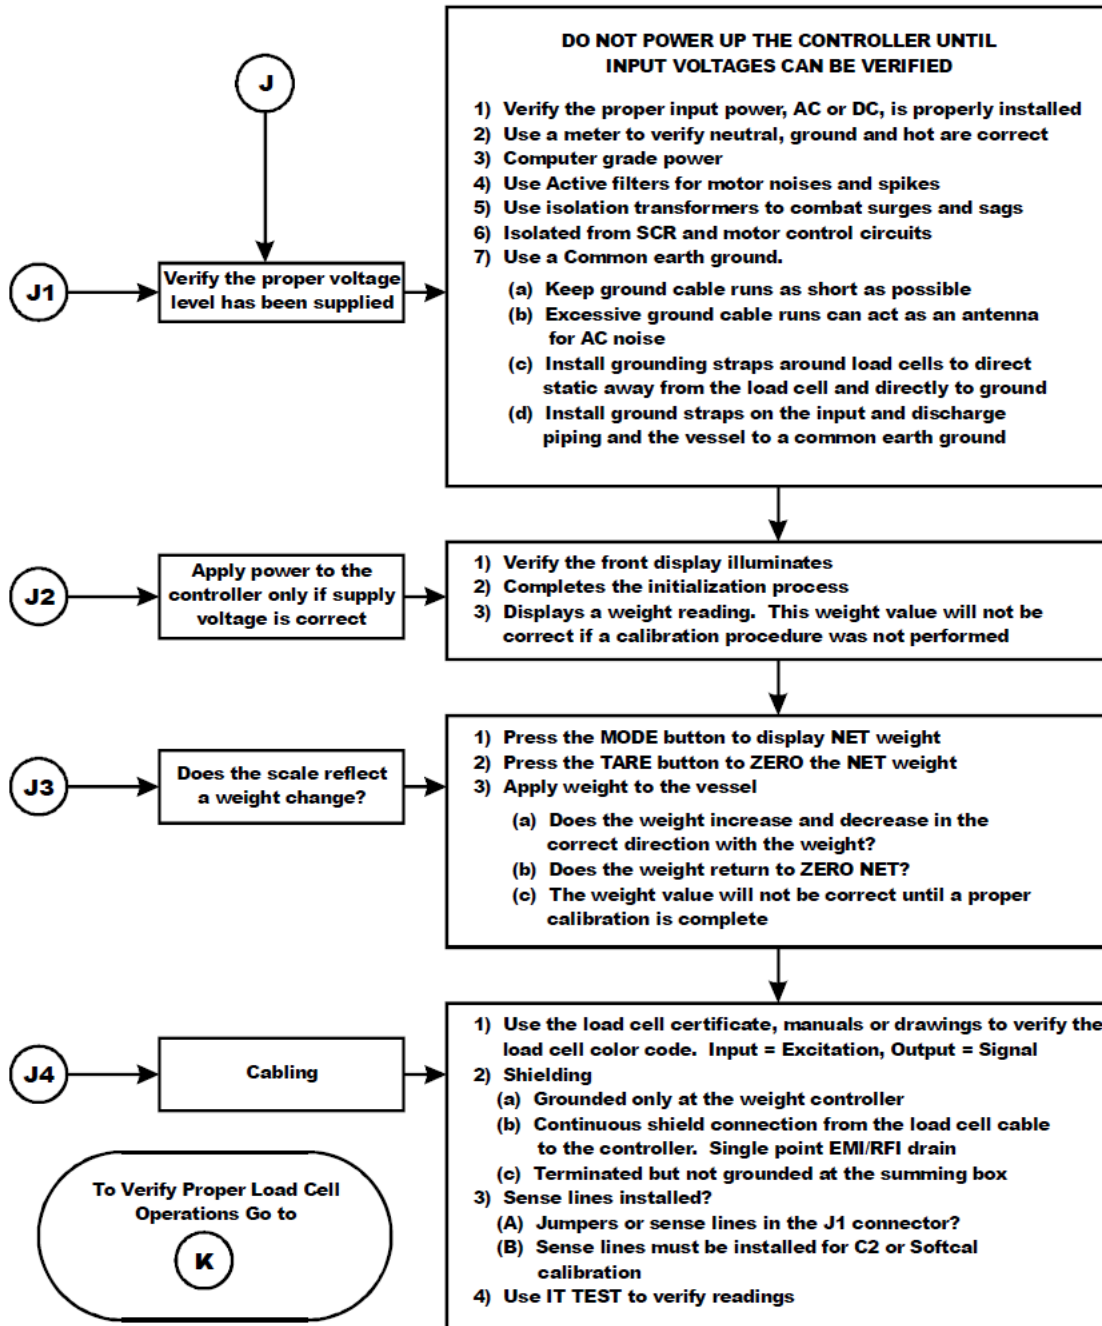 J
J1
Verify the proper voltage
level has been supplied
DO NOT POWER UP THE CONTROLLER UNTIL
INPUT VOLTAGES CAN BE VERIFIED
1) Verify the proper input power, AC or DC, is properly installed
2) Use a meter to verify neutral, ground and hot are correct
3) Computer grade power
4) Use Active filters for motor noises and spikes
5) Use isolation transformers to combat surges and sags
6) Isolated from SCR and motor control circuits
7) Use a Common earth ground.
(a) Keep ground cable runs as short as possible
(b) Excessive ground cable runs can act as an antenna
for AC noise
(c) Install grounding straps around load cells to direct
static away from the load cell and directly to ground
(d) Install ground straps on the input and discharge
piping and the vessel to a common earth ground
J2
Apply power to the
controller only if supply
voltage is correct
1) Verify the front display illuminates
2) Completes the initialization process
3) Displays a weight reading. This weight value will not be
correct if a calibration procedure was not performed
J3
Does the scale reflect
a weight change?
1) Press the MODE button to display NET weight
2) Press the TARE button to ZERO the NET weight
3) Apply weight to the vessel
(a) Does the weight increase and decrease in the
correct direction with the weight?
(b) Does the weight return to ZERO NET?
(c) The weight value will not be correct until a proper
calibration is complete
J4
Cabling
1) Use the load cell certificate, manuals or drawings to verify the
load cell color code. Input = Excitation, Output = Signal
2) Shielding
(a) Grounded only at the weight controller
(b) Continuous shield connection from the load cell cable
to the controller. Single point EMI/RFI drain
(c) Terminated but not grounded at the summing box
3) Sense lines installed?
(A) Jumpers or sense lines in the J1 connector?
(B) Sense lines must be installed for C2 or Softcal
calibration
4) Use IT TEST to verify readings
To Verify Proper Load Cell
Operations Go to
K